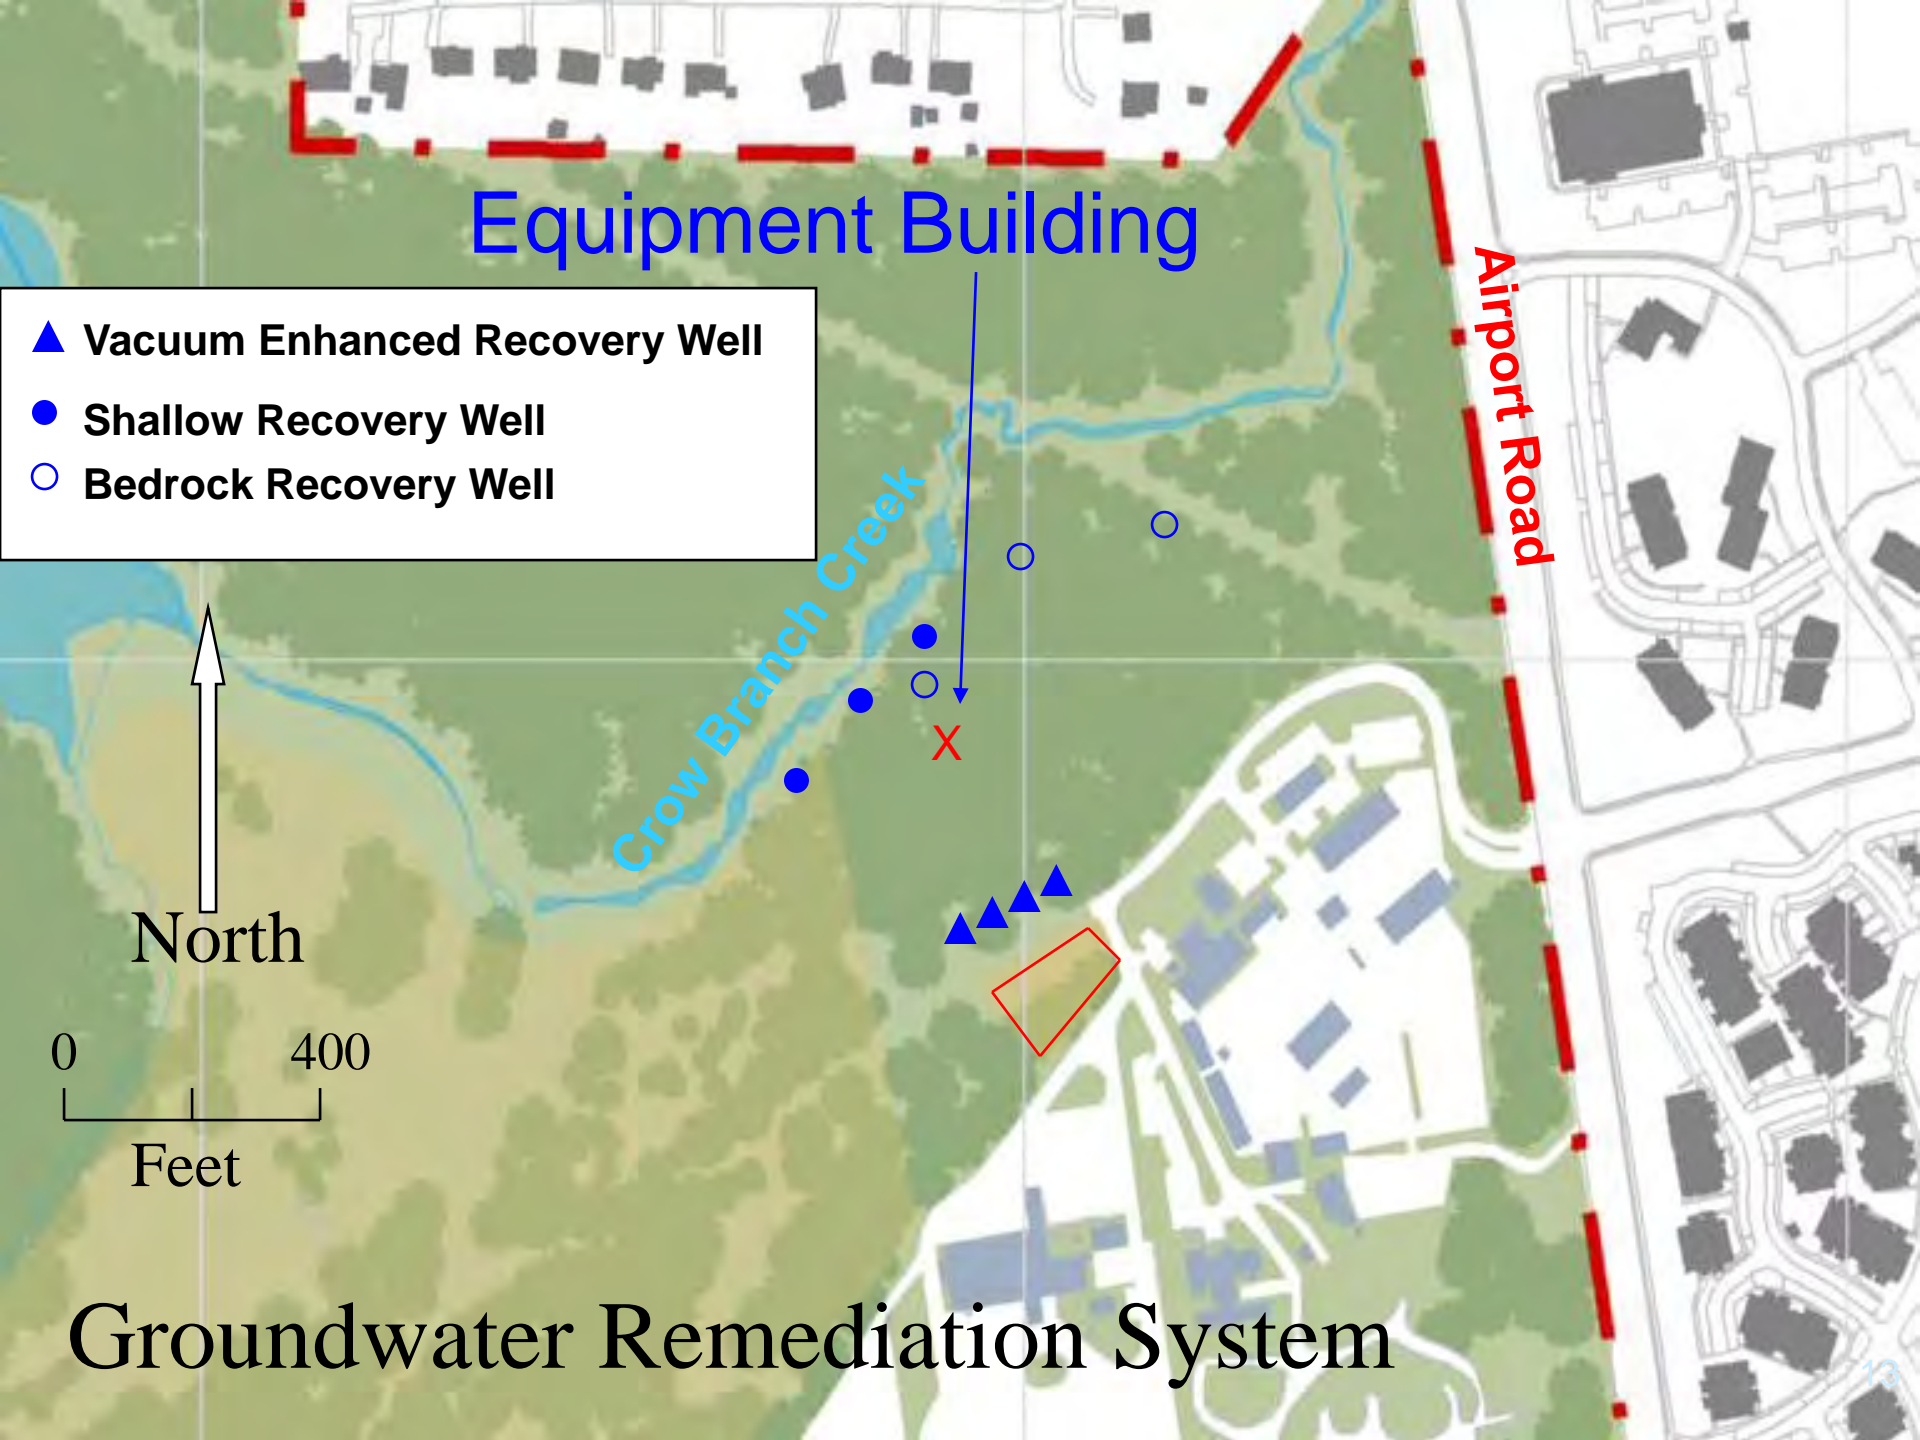 Equipment Building
Airport Road
Vacuum Enhanced Recovery Well
Shallow Recovery Well
Bedrock Recovery Well
Crow Branch Creek
X
North
0 400
Feet
Groundwater Remediation System
13